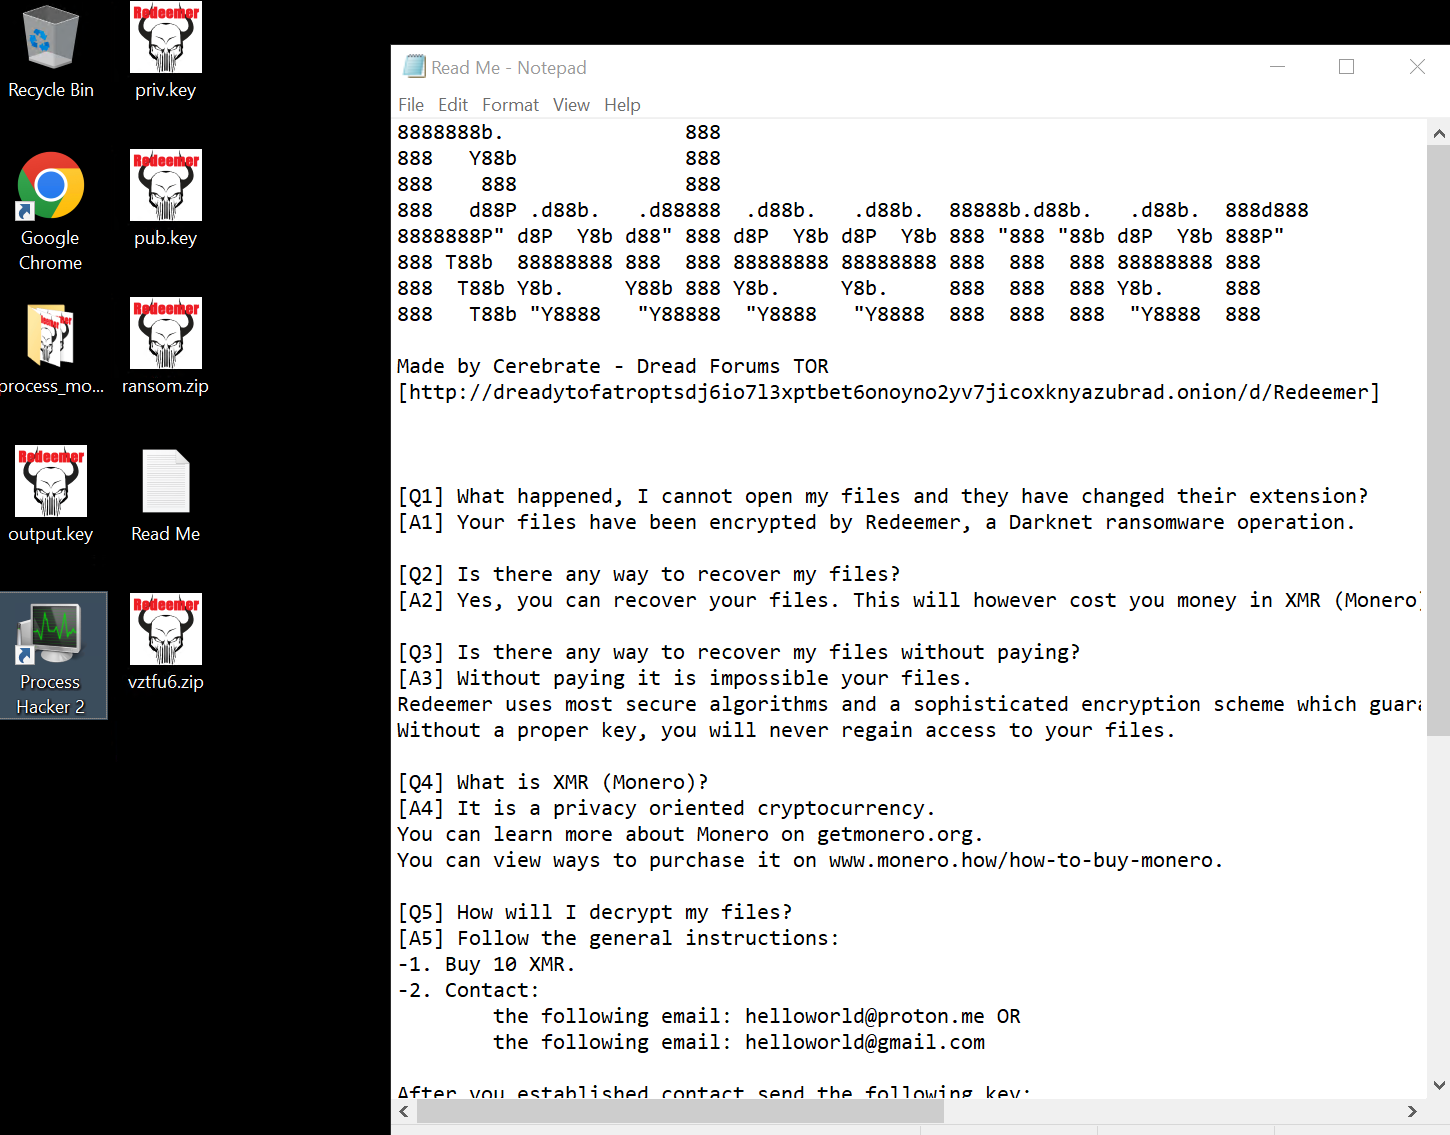 Recycle Bin
Redeemer
priv.key
Google
Chrome
Redeemer
pub.key
process_mo...
Redeemer
ransom.zip
Redeemer
output.key
Read Me
Process
Hacker 2
Redeemer
vztfu6.zip
Read Me - Notepad
File Edit Format View Help
8888888b.               888
888   Y88b              888
888    888              888
888   d88P .d88b.   .d88888  .d88b.   .d88b.  88888b.d88b.   .d88b.  888d888
8888888P" d8P  Y8b d88" 888 d8P  Y8b d8P  Y8b 888 "888 "88b d8P  Y8b 888P"
888 T88b  88888888 888  888 88888888 88888888 888  888  888 88888888 888
888  T88b Y8b.     Y88b 888 Y8b.     Y8b.     888  888  888 Y8b.     888
888   T88b "Y8888   "Y88888  "Y8888   "Y8888  888  888  888  "Y8888  888
Made by Cerebrate - Dread Forums TOR
[http://dreadytofatroptsdj6io7l3xptbet6onoyno2yv7jicoxknyazubrad.onion/d/Redeemer]
[Q1] What happened, I cannot open my files and they have changed their extension?
[A1] Your files have been encrypted by Redeemer, a Darknet ransomware operation.
[Q2] Is there any way to recover my files?
[A2] Yes, you can recover your files. This will however cost you money in XMR (Monero)
[Q3] Is there any way to recover my files without paying?
[A3] Without paying it is impossible your files.
Redeemer uses most secure algorithms and a sophisticated encryption scheme which guara
Without a proper key, you will never regain access to your files.
[Q4] What is XMR (Monero)?
[A4] It is a privacy oriented cryptocurrency.
You can learn more about Monero on getmonero.org.
You can view ways to purchase it on www.monero.how/how-to-buy-monero.
[Q5] How will I decrypt my files?
[A5] Follow the general instructions:
-1. Buy 10 XMR.
-2. Contact:
the following email: helloworld@proton.me OR
the following email: helloworld@gmail.com
After you established contact send the following key: